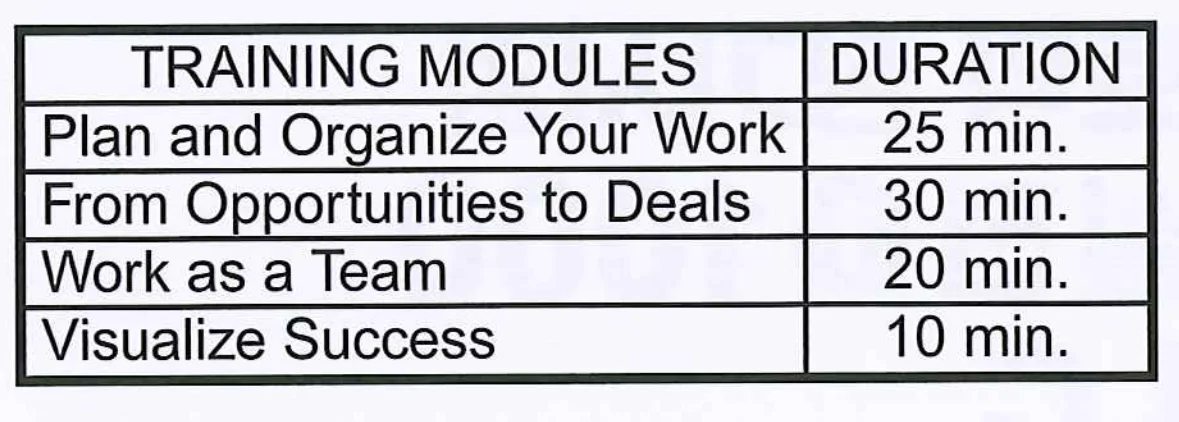 TRAINING MODULES DURATION
Plan and Organize Your Work 25 min.
From Opportunities to Deals 30 min.
Work as a Team 20 min.
Visualize Success 10 min.